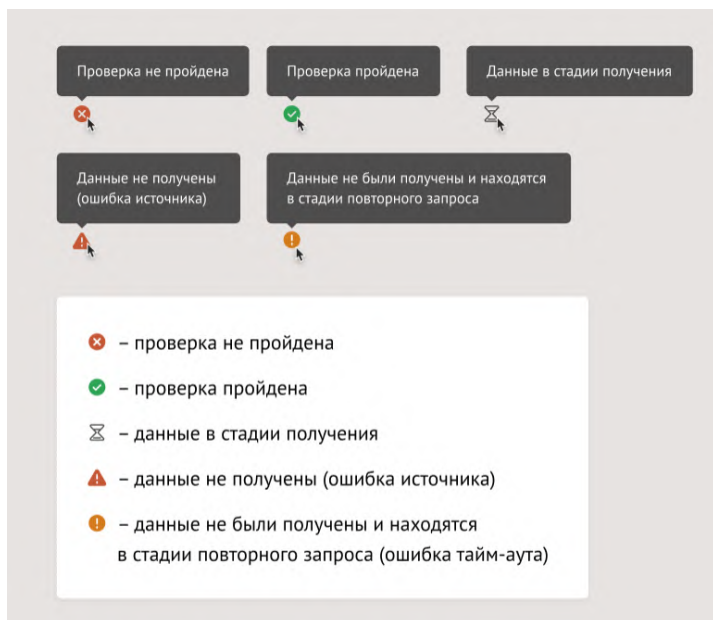 Проверка не пройдена
Проверка пройдена
Данные в стадии получения
Данные не получены
(ошибка источника)
Данные не были получены и находятся
в стадии повторного запроса
– проверка не пройдена
– проверка пройдена
– данные в стадии получения
– данные не получены (ошибка источника)
– данные не были получены и находятся
в стадии повторного запроса (ошибка тайм-аута)